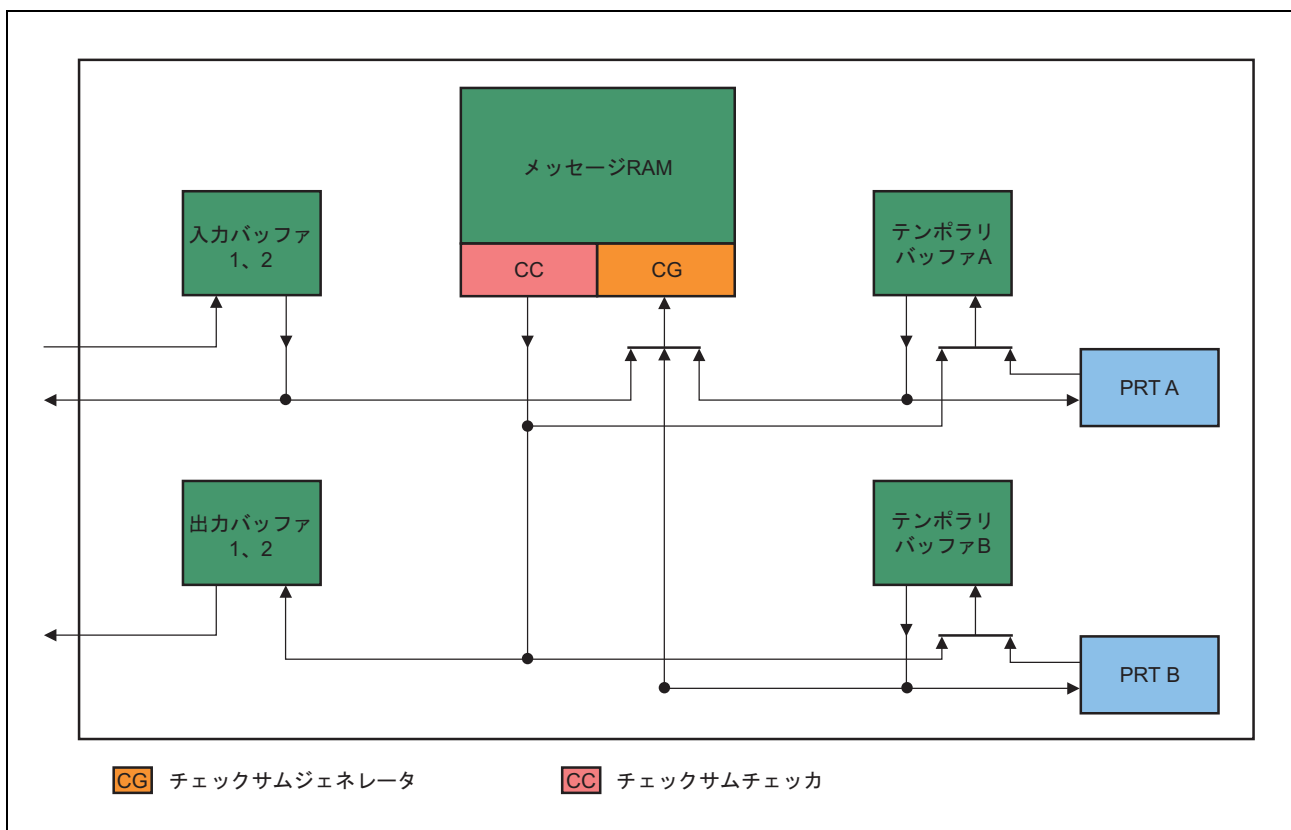 メッセージRAM
入力バッファ
1、2
テンポラリ
バッファA
CC
CG
PRT A
出力バッファ
1、2
テンポラリ
バッファB
PRT B
CG チェックサムジェネレータ
CC チェックサムチェッカ